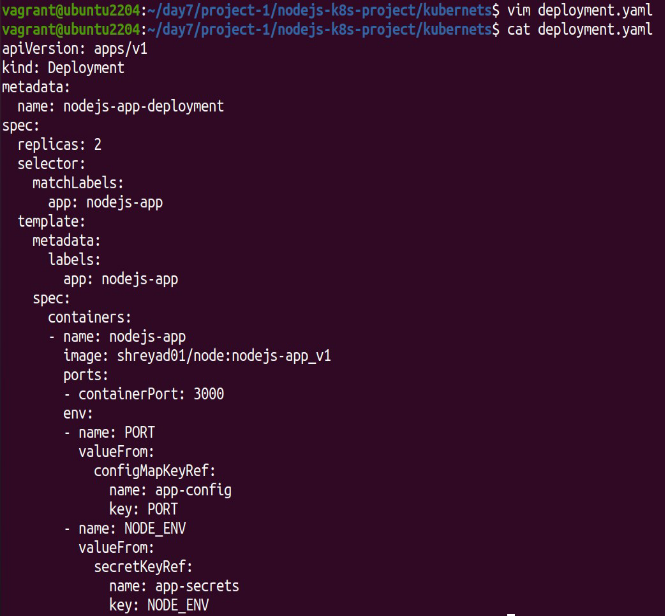 vagrant@ubuntu2204:~/day7/project-1/nodejs-k8s-project/kubernets$ vim deployment.yaml
vagrant@ubuntu2204:~/day7/project-1/nodejs-k8s-project/kubernets$ cat deployment.yaml
apiVersion: apps/v1
kind: Deployment
metadata:
  name: nodejs-app-deployment
spec:
  replicas: 2
  selector:
    matchLabels:
      app: nodejs-app
  template:
    metadata:
      labels:
        app: nodejs-app
    spec:
      containers:
      - name: nodejs-app
        image: shreyad01/node:nodejs-app_v1
        ports:
        - containerPort: 3000
        env:
        - name: PORT
          valueFrom:
            configMapKeyRef:
              name: app-config
              key: PORT
        - name: NODE_ENV
          valueFrom:
            secretKeyRef:
              name: app-secrets
              key: NODE_ENV